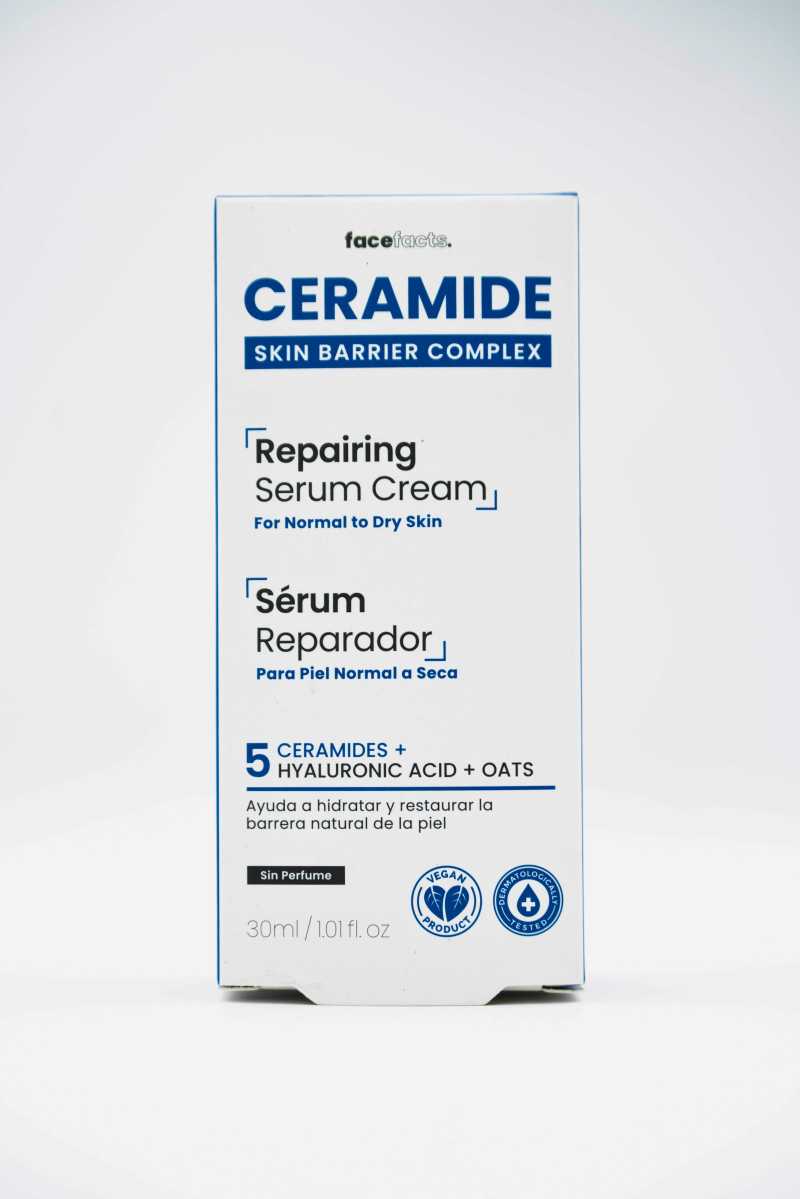 facefacts.
CERAMIDE
SKIN BARRIER COMPLEX
Repairing
Serum Cream
For Normal to Dry Skin
Sérum
Reparador
Para Piel Normal a Seca
5 CERAMIDES +
HYALURONIC ACID + OATS
Ayuda a hidratar y restaurar la
barrera natural de la piel
Sin Perfume
VEGAN
PRODUCT
DERMATOLOGICALLY
TESTED
30ml / 1.01 fl. oz